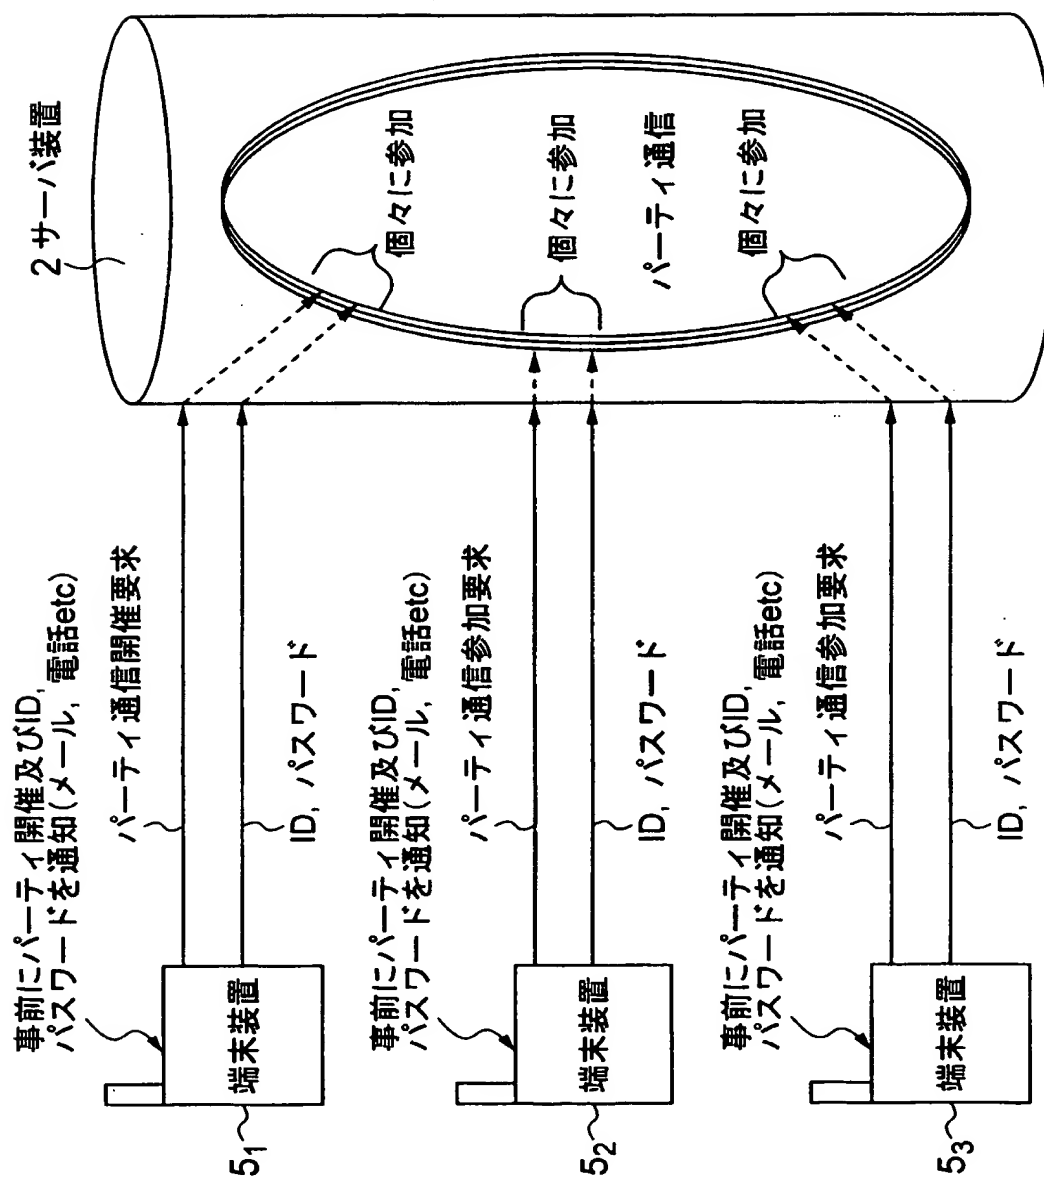 2 サーバ装置
個々に参加
個々に参加
パーティ通信
個々に参加
事前にパーティ開催及びID,
パスワードを通知(メール, 電話etc)
パーティ通信開催要求
ID, パスワード
端末装置
5₁
事前にパーティ開催及びID,
パスワードを通知(メール, 電話etc)
パーティ通信参加要求
ID, パスワード
端末装置
5₂
事前にパーティ開催及びID,
パスワードを通知(メール, 電話etc)
パーティ通信参加要求
ID, パスワード
端末装置
5₃